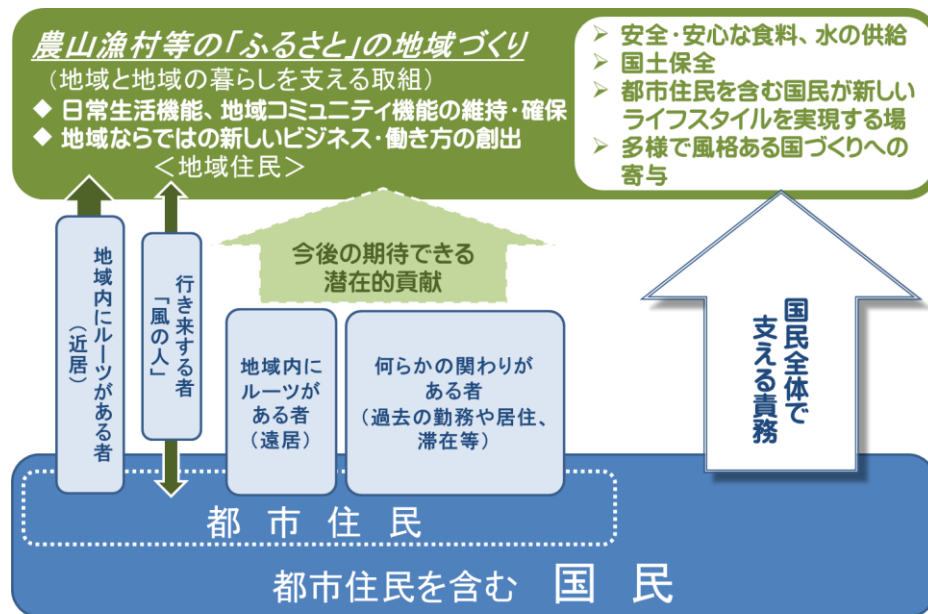 農山漁村等の「ふるさと」の地域づくり
（地域と地域の暮らしを支える取組）
◆ 日常生活機能、地域コミュニティ機能の維持・確保
◆ 地域ならではの新しいビジネス・働き方の創出
＜地域住民＞
➢ 安全・安心な食料、水の供給
➢ 国土保全
➢ 都市住民を含む国民が新しい
ライフスタイルを実現する場
➢ 多様で風格ある国づくりへの
寄与
今後の期待できる
潜在的貢献
地域内にルーツがある者
（近居）
行き来する者
「風の人」
地域内に
ルーツが
ある者
（遠居）
何らかの関わりが
ある者
（過去の勤務や居住、
滞在等）
国民全体で
支える責務
都市住民
都市住民を含む 国民